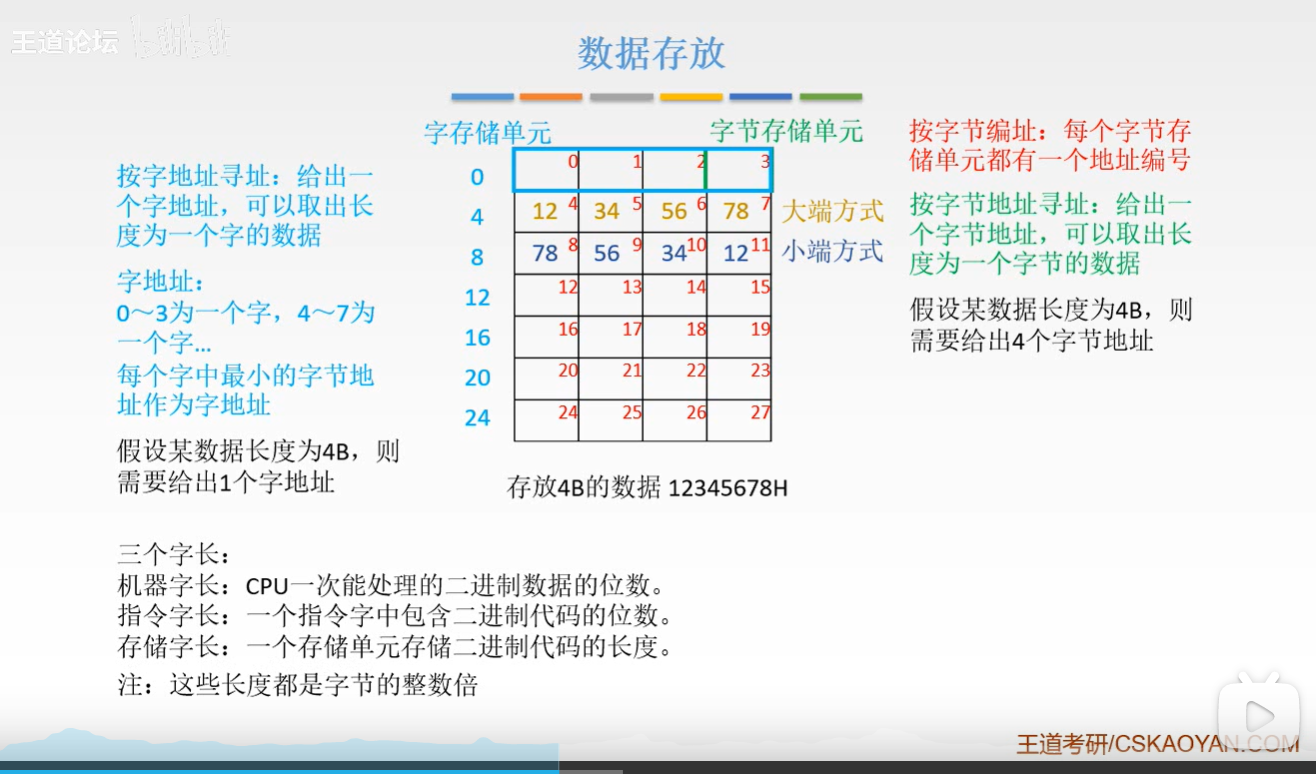 王道论坛 bilibili
数据存放
字存储单元
字节存储单元
按字地址寻址：给出一
个字地址，可以取出长
度为一个字的数据
字地址：
0～3为一个字，4～7为
一个字…
每个字中最小的字节地
址作为字地址
假设某数据长度为4B，则
需要给出1个字地址
0 0 1 2 3
4 12 4 34 5 56 6 78 7 大端方式
8 78 8 56 9 34 10 12 11 小端方式
12 12 13 14 15
16 16 17 18 19
20 20 21 22 23
24 24 25 26 27
存放4B的数据 12345678H
按字节编址：每个字节存
储单元都有一个地址编号
按字节地址寻址：给出一
个字节地址，可以取出长
度为一个字节的数据
假设某数据长度为4B，则
需要给出4个字节地址
三个字长：
机器字长：CPU一次能处理的二进制数据的位数。
指令字长：一个指令字中包含二进制代码的位数。
存储字长：一个存储单元存储二进制代码的长度。
注：这些长度都是字节的整数倍
王道考研/CSKAOYAN.COM